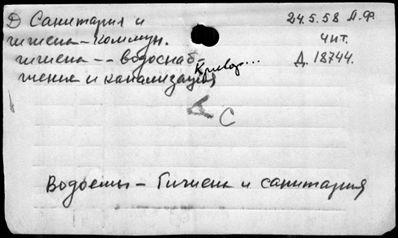 Д Санитария и
гигиена - Коммун.
гигиена -- водоснаб-
жение и канализация
24.5.58 Л.Ф.
Чит.
Д. 18744.
С
Водоемы - Гигиена и санитария